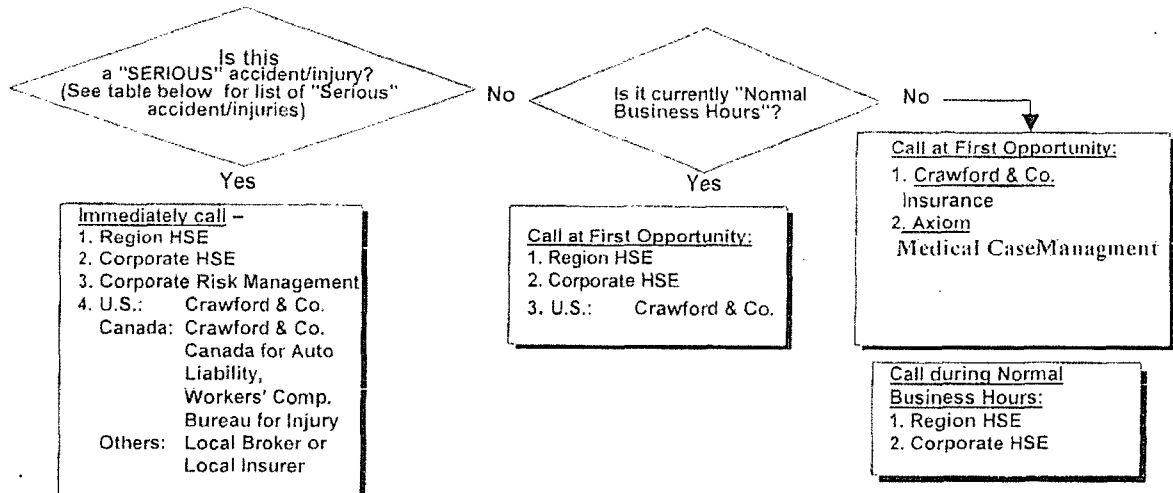 Is this
a "SERIOUS" accident/injury?
(See table below for list of "Serious"
accident/injuries)
No
Is it currently "Normal
Business Hours"?
No
Yes
Yes
Immediately call –
1. Region HSE
2. Corporate HSE
3. Corporate Risk Management
4. U.S.: Crawford & Co.
Canada: Crawford & Co.
Canada for Auto
Liability,
Workers' Comp.
Bureau for Injury
Others: Local Broker or
Local Insurer
Call at First Opportunity:
1. Region HSE
2. Corporate HSE
3. U.S.: Crawford & Co.
Call at First Opportunity:
1. Crawford & Co.
Insurance
2. Axiom
Medical CaseManagment
Call during Normal
Business Hours:
1. Region HSE
2. Corporate HSE